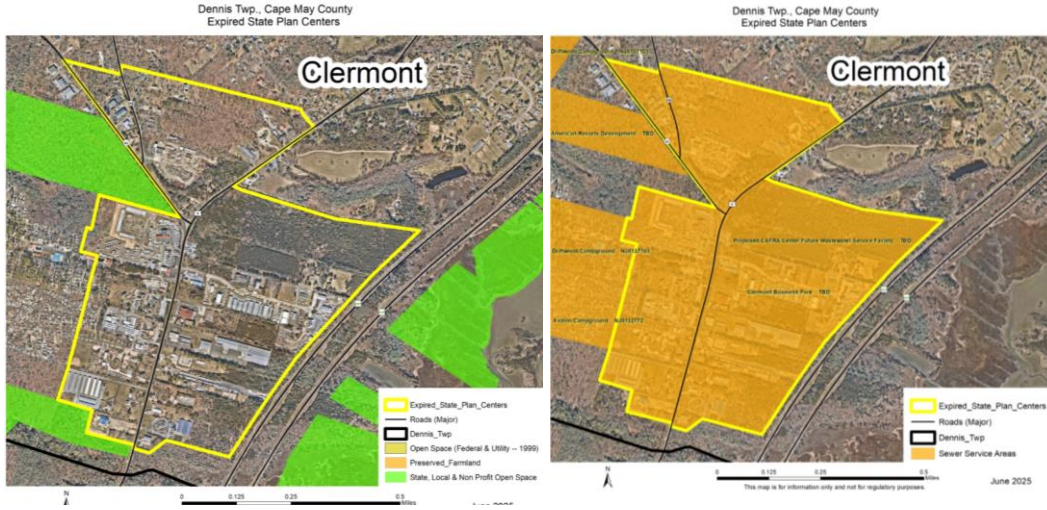 Dennis Twp., Cape May County
Expired State Plan Centers
Clermont
Expired_State_Plan_Centers
Roads (Major)
Dennis_Twp
Open Space (Federal & Utility -- 1999)
Preserved_Farmland
State, Local & Non Profit Open Space
N
0 0.125 0.25 0.5
Miles
June 2025
Dennis Twp., Cape May County
Expired State Plan Centers
Clermont
American Resorts Development TBD
Proposed CAFRA Center Future Wastewater Service Facility TBD
Driftwood Campground
Clermont Business Park TBD
Campground
Expired_State_Plan_Centers
Roads (Major)
Dennis_Twp
Sewer Service Areas
N
0 0.125 0.25 0.5
Miles
This map is for information only and not for regulatory purposes.
June 2025